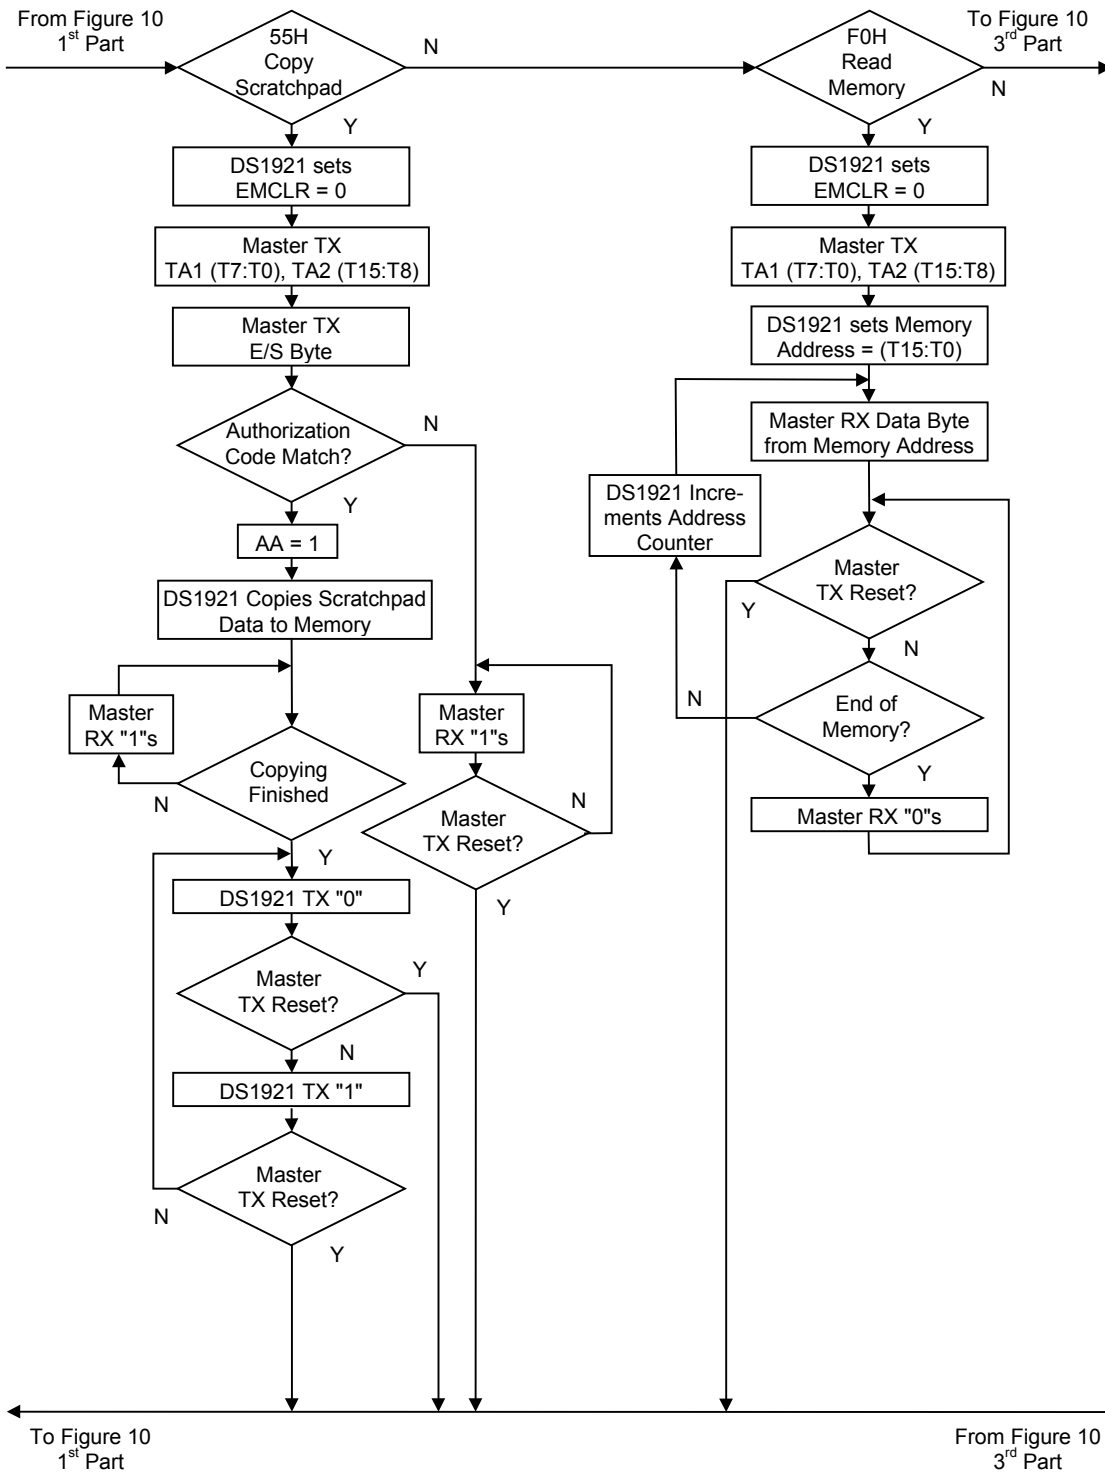 From Figure 10
1st Part
55H
Copy
Scratchpad
N
Y
F0H
Read
Memory
N
Y
To Figure 10
3rd Part
DS1921 sets
EMCLR = 0
Master TX
TA1 (T7:T0), TA2 (T15:T8)
Master TX
E/S Byte
Authorization
Code Match?
N
Y
AA = 1
DS1921 Copies Scratchpad
Data to Memory
Master
RX "1"s
Copying
Finished
N
Y
DS1921 TX "0"
Master
TX Reset?
Y
N
DS1921 TX "1"
Master
TX Reset?
N
Y
Master
RX "1"s
Master
TX Reset?
N
Y
DS1921 sets
EMCLR = 0
Master TX
TA1 (T7:T0), TA2 (T15:T8)
DS1921 sets Memory
Address = (T15:T0)
Master RX Data Byte
from Memory Address
DS1921 Incre-
ments Address
Counter
Master
TX Reset?
Y
N
End of
Memory?
N
Y
Master RX "0"s
To Figure 10
1st Part
From Figure 10
3rd Part